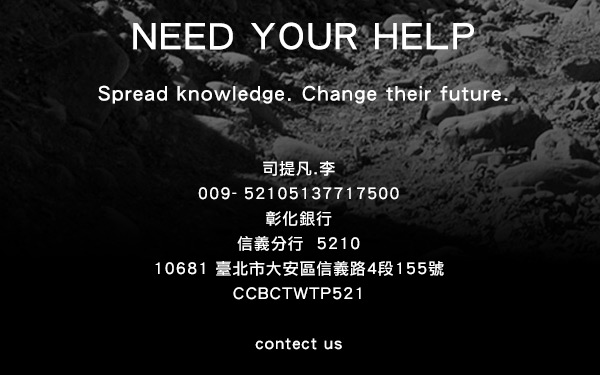 NEED YOUR HELP
Spread knowledge. Change their future.
司提凡.李
009- 52105137717500
彰化銀行
信義分行 5210
10681 臺北市大安區信義路4段155號
CCBCTWTP521
contect us